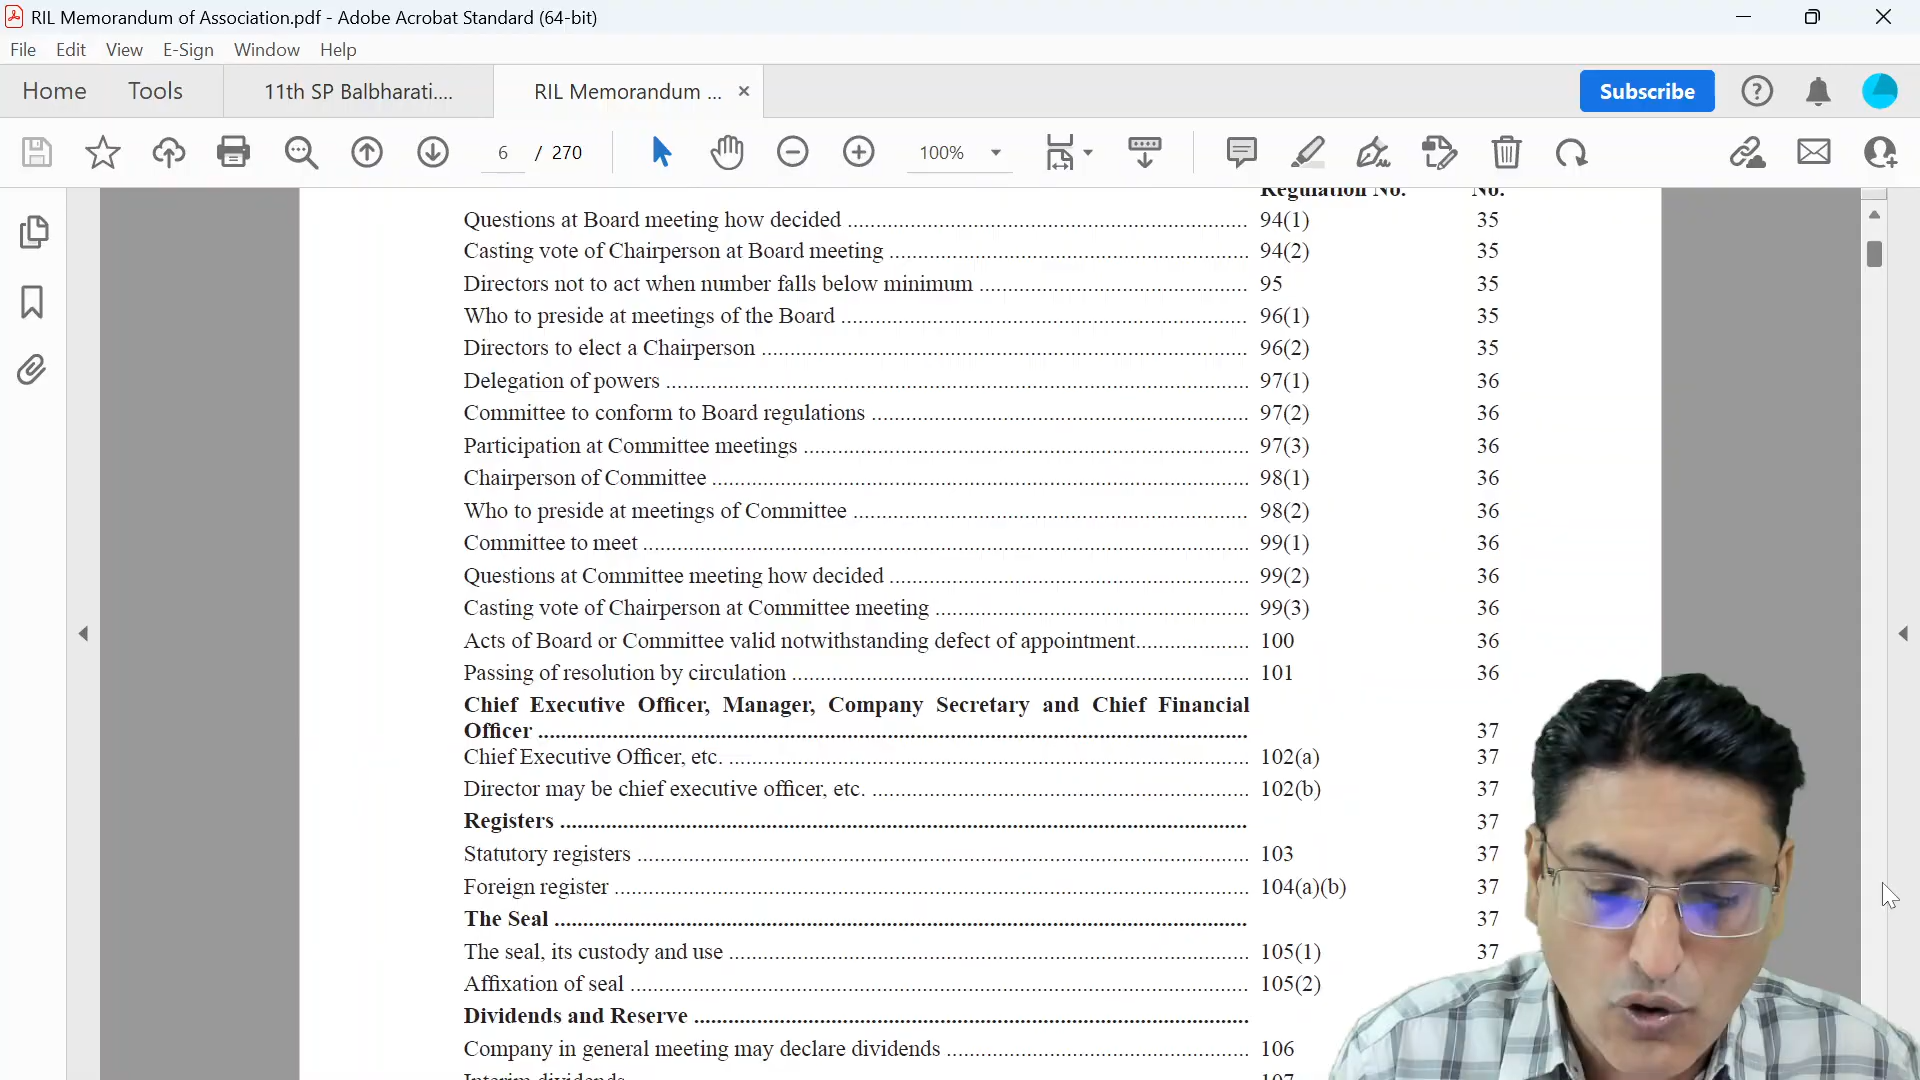 RIL Memorandum of Association.pdf - Adobe Acrobat Standard (64-bit)
File Edit View E-Sign Window Help
Home Tools 11th SP Balbharati.... RIL Memorandum ... × Subscribe
6 / 270 100%
Regulation No. No.
Questions at Board meeting how decided 94(1) 35
Casting vote of Chairperson at Board meeting 94(2) 35
Directors not to act when number falls below minimum 95 35
Who to preside at meetings of the Board 96(1) 35
Directors to elect a Chairperson 96(2) 35
Delegation of powers 97(1) 36
Committee to conform to Board regulations 97(2) 36
Participation at Committee meetings 97(3) 36
Chairperson of Committee 98(1) 36
Who to preside at meetings of Committee 98(2) 36
Committee to meet 99(1) 36
Questions at Committee meeting how decided 99(2) 36
Casting vote of Chairperson at Committee meeting 99(3) 36
Acts of Board or Committee valid notwithstanding defect of appointment 100 36
Passing of resolution by circulation 101 36
Chief Executive Officer, Manager, Company Secretary and Chief Financial
Officer 37
Chief Executive Officer, etc. 102(a) 37
Director may be chief executive officer, etc. 102(b) 37
Registers 37
Statutory registers 103 37
Foreign register 104(a)(b) 37
The Seal 37
The seal, its custody and use 105(1) 37
Affixation of seal 105(2)
Dividends and Reserve
Company in general meeting may declare dividends 106
Interim dividends 107